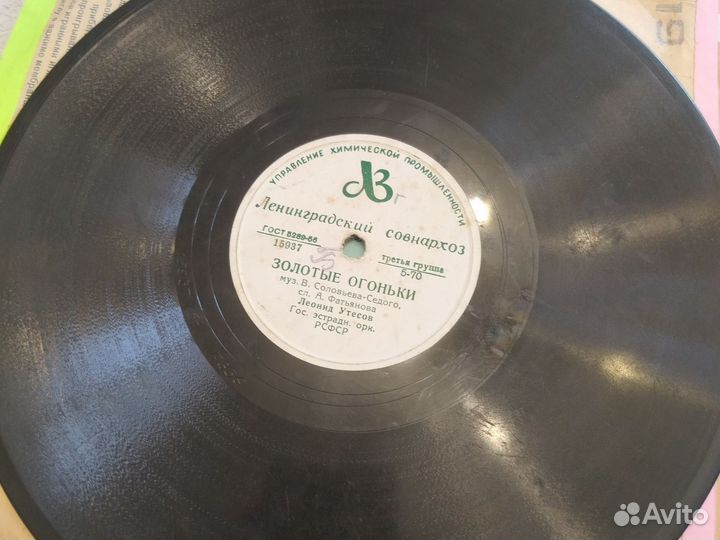 УПРАВЛЕНИЕ ХИМИЧЕСКОЙ ПРОМЫШЛЕННОСТИ
ЛЗ
Ленинградский совнархоз
ГОСТ 5289-56
15937
третья группа
5-70
ЗОЛОТЫЕ ОГОНЬКИ
муз. В. Соловьева-Седого,
сл. А. Фатьянова
Леонид Утесов
Гос. эстрадн. орк.
РСФСР
Avito